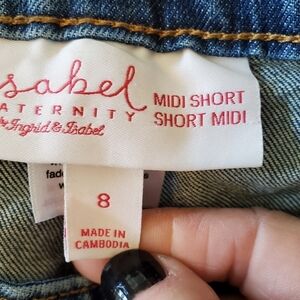 sabel
ATERNITY
by Ingrid & Isabel
MIDI SHORT
SHORT MIDI
8
MADE IN
CAMBODIA